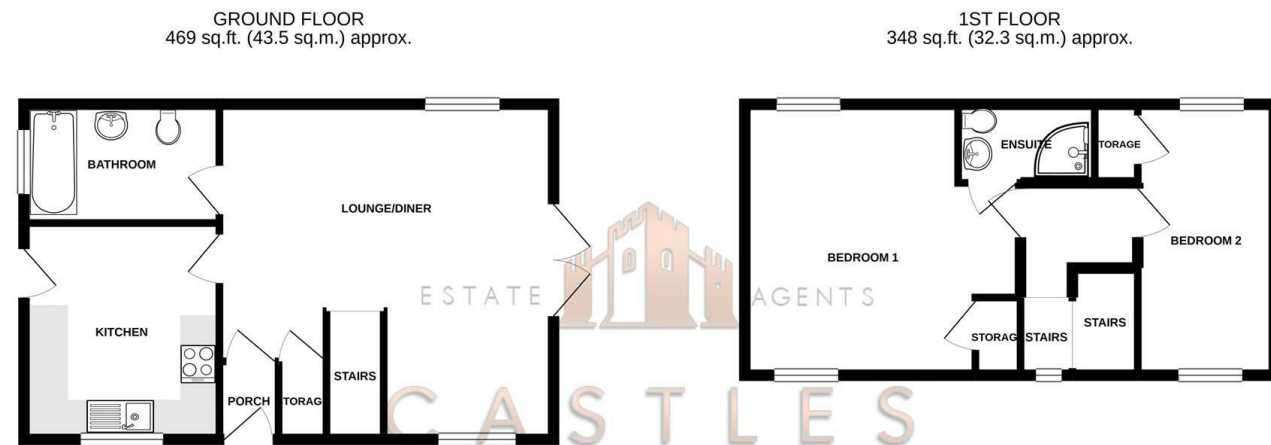 GROUND FLOOR
469 sq.ft. (43.5 sq.m.) approx.
1ST FLOOR
348 sq.ft. (32.3 sq.m.) approx.
BATHROOM
LOUNGE/DINER
KITCHEN
PORCH
TORAG
STAIRS
ENSUITE
TORAGE
BEDROOM 1
BEDROOM 2
STORAG
STAIRS
STAIRS
ESTATE AGENTS
CASTLES